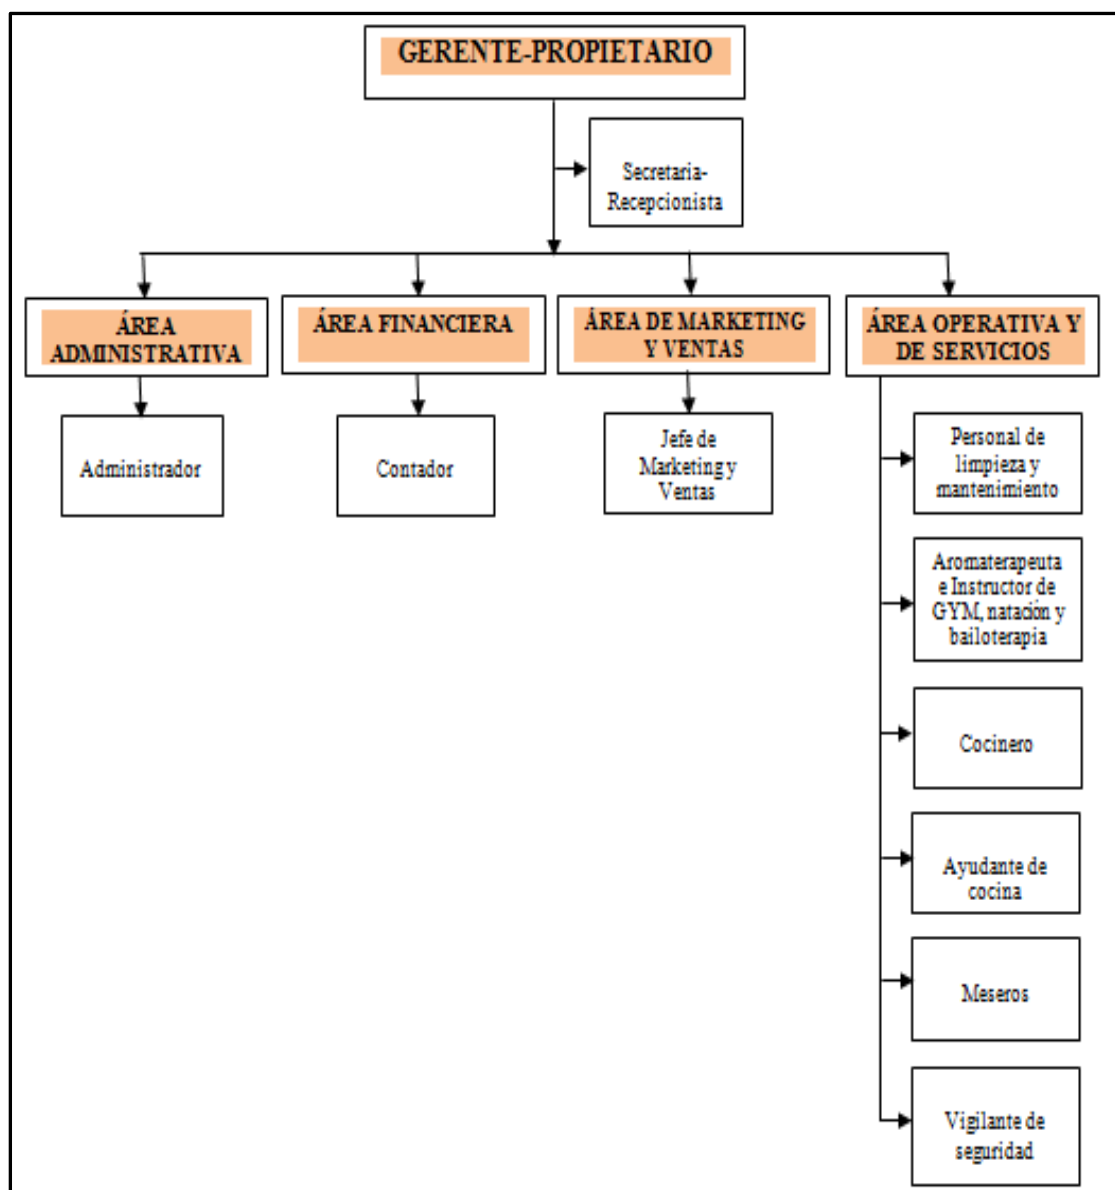 GERENTE-PROPIETARIO
Secretaria-
Recepcionista
ÁREA
ADMINISTRATIVA
ÁREA FINANCIERA
ÁREA DE MARKETING
Y VENTAS
ÁREA OPERATIVA Y
DE SERVICIOS
Administrador
Contador
Jefe de
Marketing y
Ventas
Personal de
limpieza y
mantenimiento
Aromaterapeuta
e Instructor de
GYM, natación y
bailoterapia
Cocinero
Ayudante de
cocina
Meseros
Vigilante de
seguridad